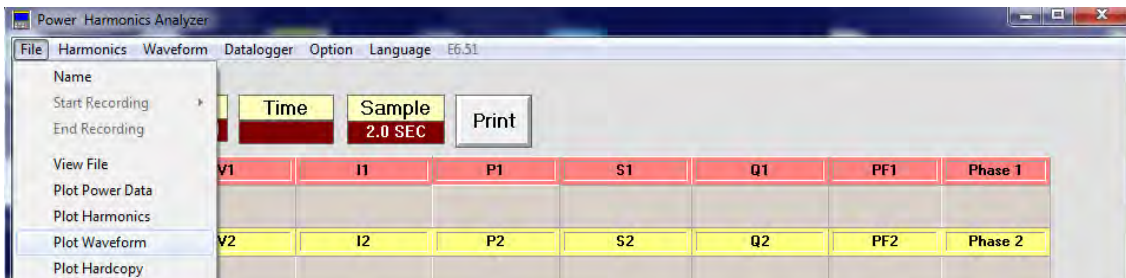 Power Harmonics Analyzer
File Harmonics Waveform Datalogger Option Language E6.51
Name
Start Recording
End Recording
View File
Plot Power Data
Plot Harmonics
Plot Waveform
Plot Hardcopy
Time Sample Print
2.0 SEC
V1 I1 P1 S1 Q1 PF1 Phase 1
V2 I2 P2 S2 Q2 PF2 Phase 2